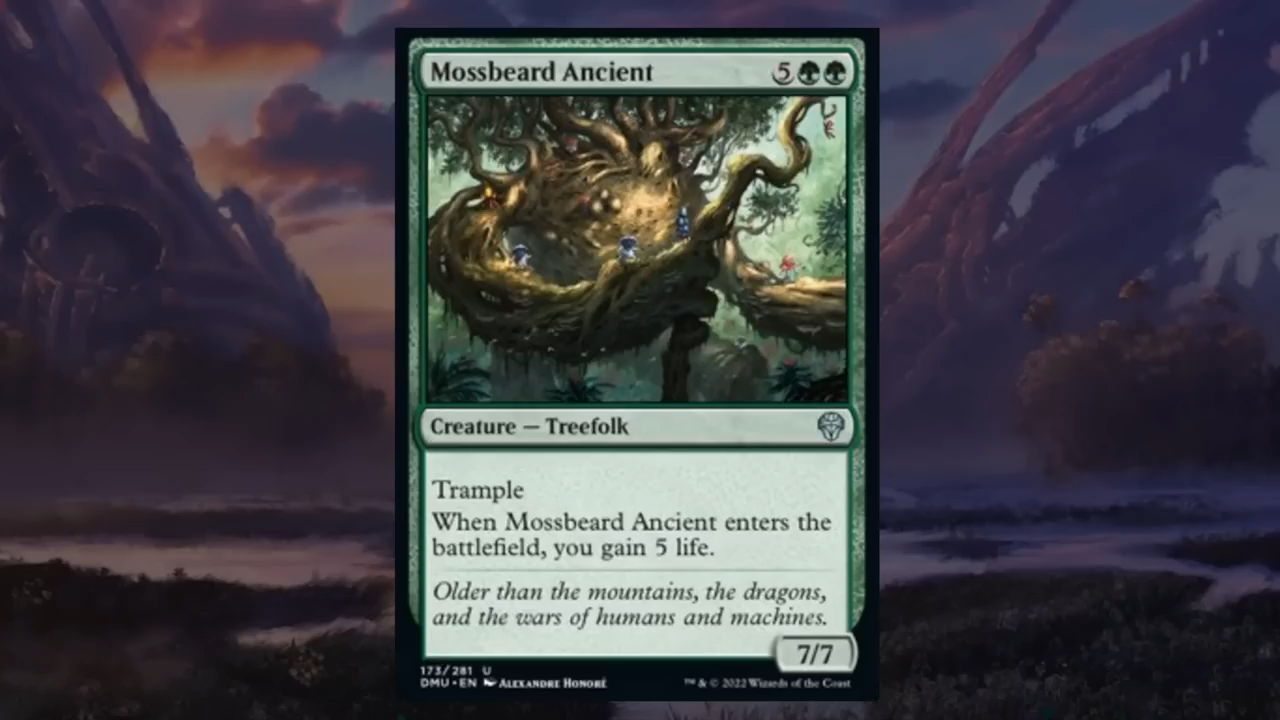 Mossbeard Ancient 5
Creature — Treefolk
Trample
When Mossbeard Ancient enters the
battlefield, you gain 5 life.
Older than the mountains, the dragons,
and the wars of humans and machines.
7/7
173/281 U
DMU • EN Alexandre Honoré ™ & © 2022 Wizards of the Coast